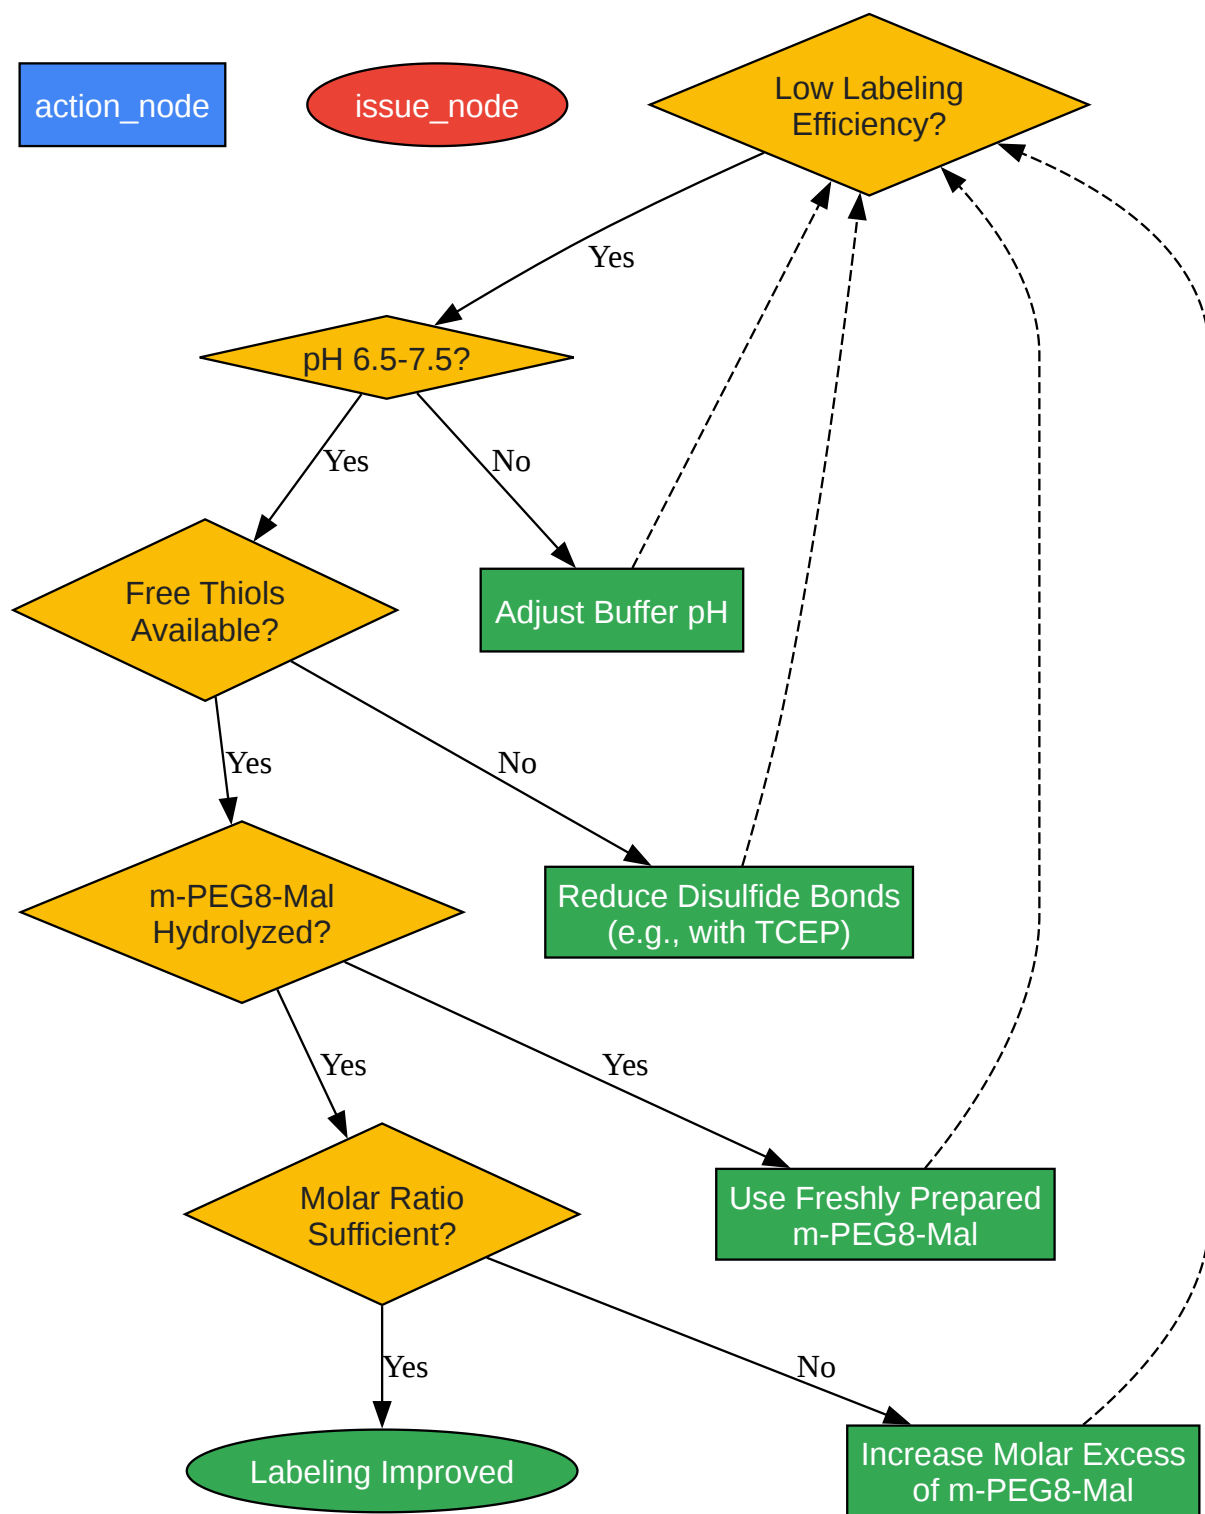 action_node
issue_node
Low Labeling
Efficiency?
Yes
pH 6.5-7.5?
Yes
No
Free Thiols
Available?
Adjust Buffer pH
Yes
No
m-PEG8-Mal
Hydrolyzed?
Reduce Disulfide Bonds
(e.g., with TCEP)
Yes
Yes
Molar Ratio
Sufficient?
Use Freshly Prepared
m-PEG8-Mal
Yes
No
Labeling Improved
Increase Molar Excess
of m-PEG8-Mal